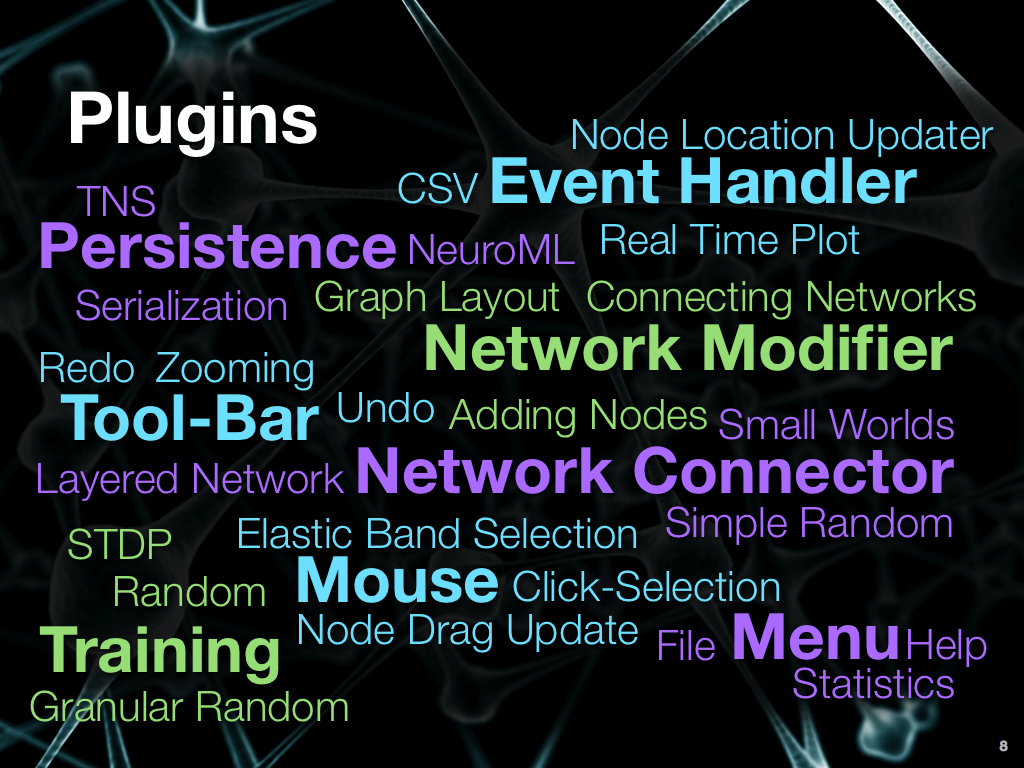 Plugins
Node Location Updater
CSV Event Handler
TNS
Persistence NeuroML
Real Time Plot
Serialization
Graph Layout Connecting Networks
Network Modifier
Redo Zooming
Tool-Bar Undo
Adding Nodes
Small Worlds
Layered Network Network Connector
Simple Random
STDP
Elastic Band Selection
Random
Mouse Click-Selection
Node Drag Update
Training
File Menu Help
Statistics
Granular Random
8